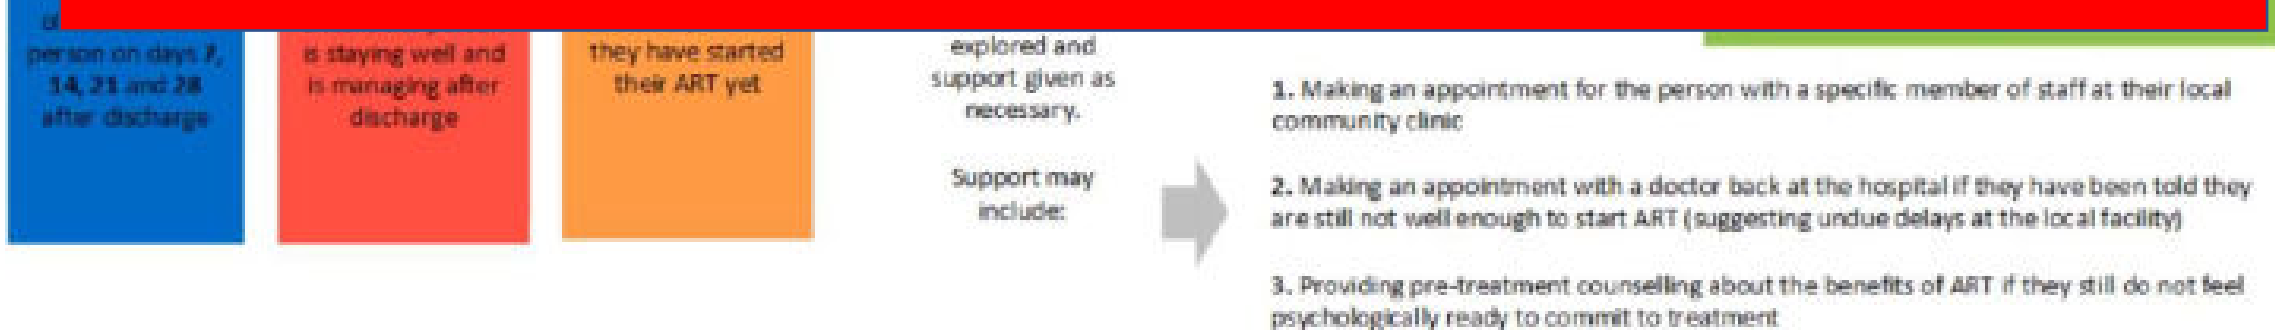 person on days 7,
14, 21 and 28
after discharge
is staying well and
is managing after
discharge
they have started
their ART yet
explored and
support given as
necessary.
Support may
include:
1. Making an appointment for the person with a specific member of staff at their local
community clinic
2. Making an appointment with a doctor back at the hospital if they have been told they
are still not well enough to start ART (suggesting undue delays at the local facility)
3. Providing pre-treatment counselling about the benefits of ART if they still do not feel
psychologically ready to commit to treatment